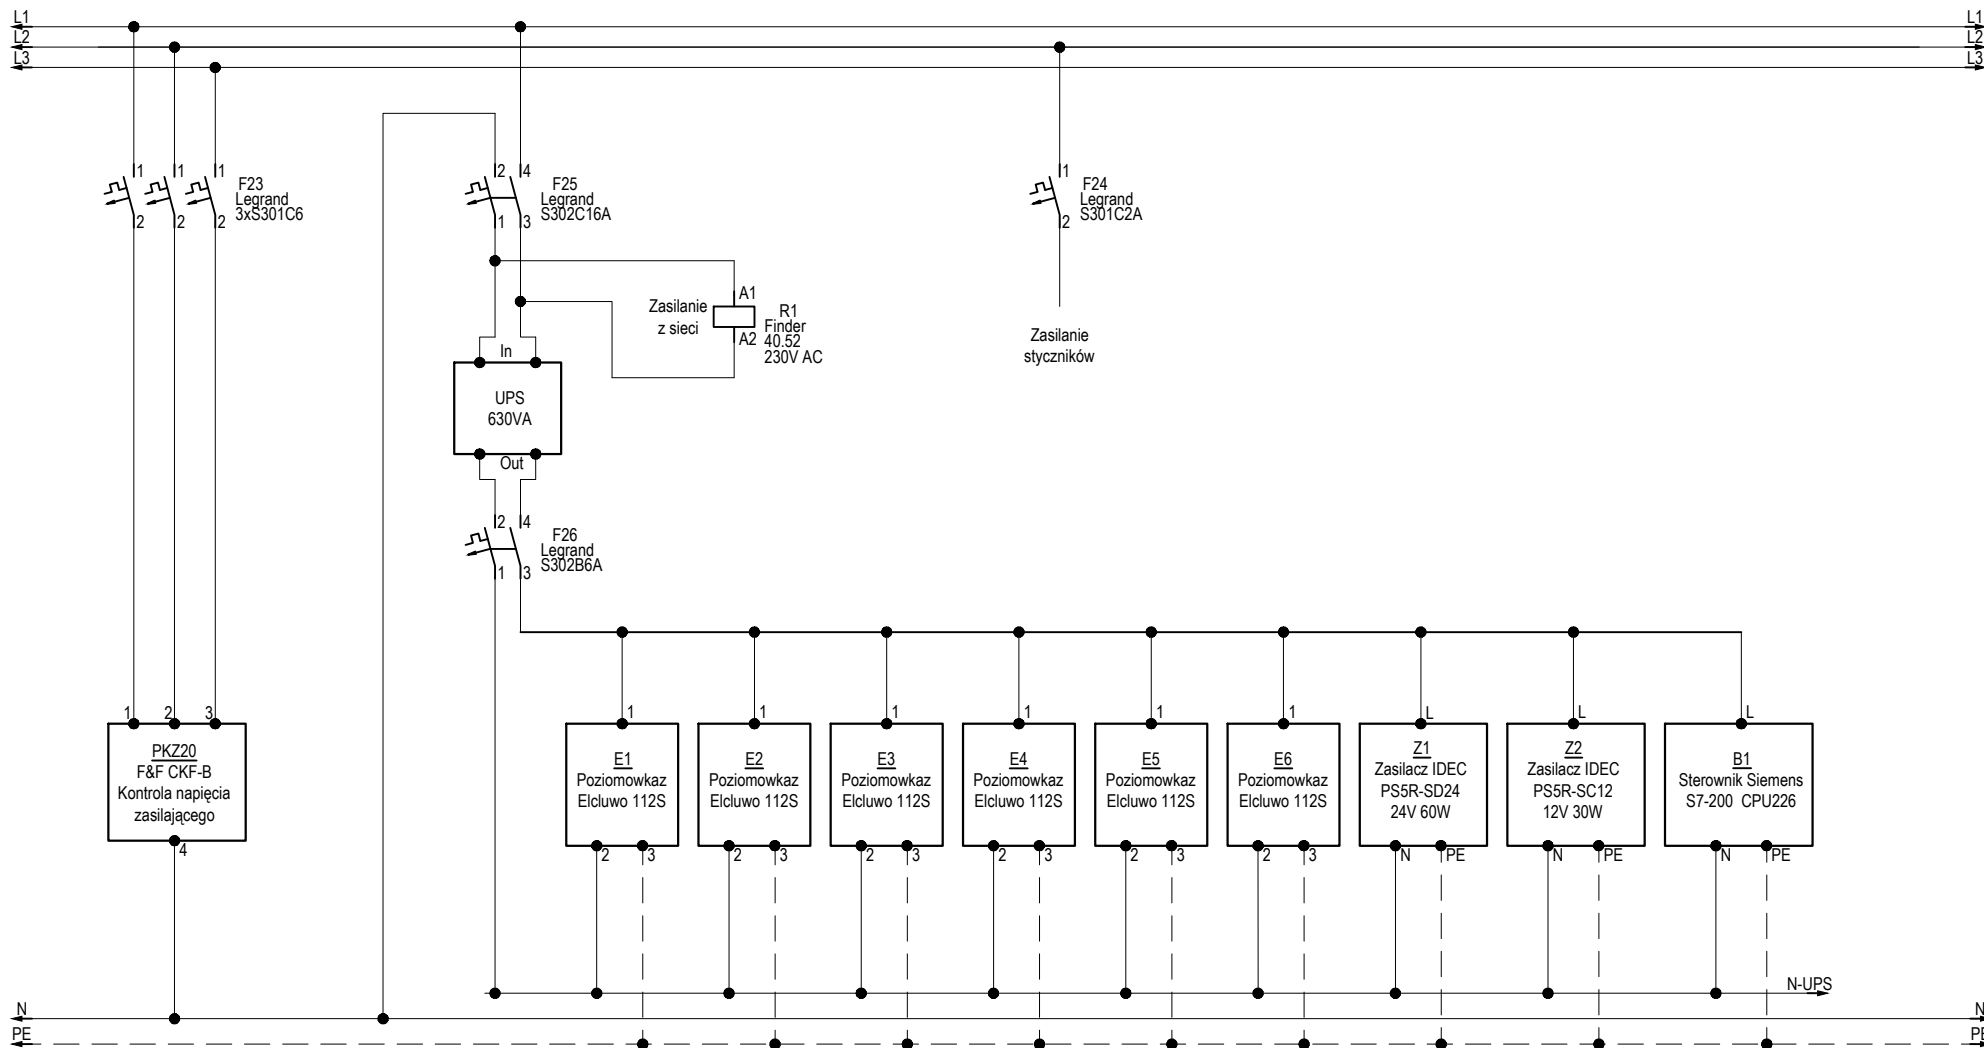 L1 L1
L2 L2
L3 L3
1 1 1
F23
Legrand
3xS301C6
2 2 2
2 4
F25
Legrand
S302C16A
1 3
1
F24
Legrand
S301C2A
2
Zasilanie
z sieci
A1
A2
R1
Finder
40.52
230V AC
Zasilanie
styczników
In
UPS
630VA
Out
2 4
F26
Legrand
S302B6A
1 3
1 2 3
PKZ20
F&F CKF-B
Kontrola napięcia
zasilającego
4
1
E1
Poziomowkaz
Elcluwo 112S
2 3
1
E2
Poziomowkaz
Elcluwo 112S
2 3
1
E3
Poziomowkaz
Elcluwo 112S
2 3
1
E4
Poziomowkaz
Elcluwo 112S
2 3
1
E5
Poziomowkaz
Elcluwo 112S
2 3
1
E6
Poziomowkaz
Elcluwo 112S
2 3
L
Z1
Zasilacz IDEC
PS5R-SD24
24V 60W
N PE
L
Z2
Zasilacz IDEC
PS5R-SC12
12V 30W
N PE
L
B1
Sterownik Siemens
S7-200 CPU226
N PE
N-UPS
N N
PE PE